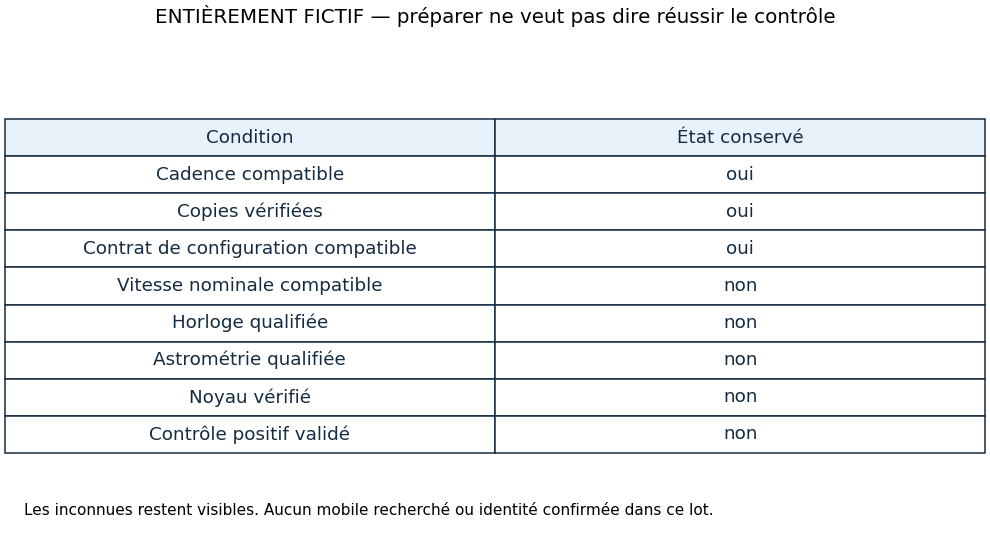 ENTIÈREMENT FICTIF — préparer ne veut pas dire réussir le contrôle
Condition État conservé
Cadence compatible oui
Copies vérifiées oui
Contrat de configuration compatible oui
Vitesse nominale compatible non
Horloge qualifiée non
Astrométrie qualifiée non
Noyau vérifié non
Contrôle positif validé non
Les inconnues restent visibles. Aucun mobile recherché ou identité confirmée dans ce lot.